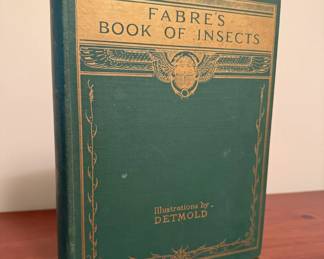 FABRE'S
BOOK OF INSECTS
Illustrations by
DETMOLD